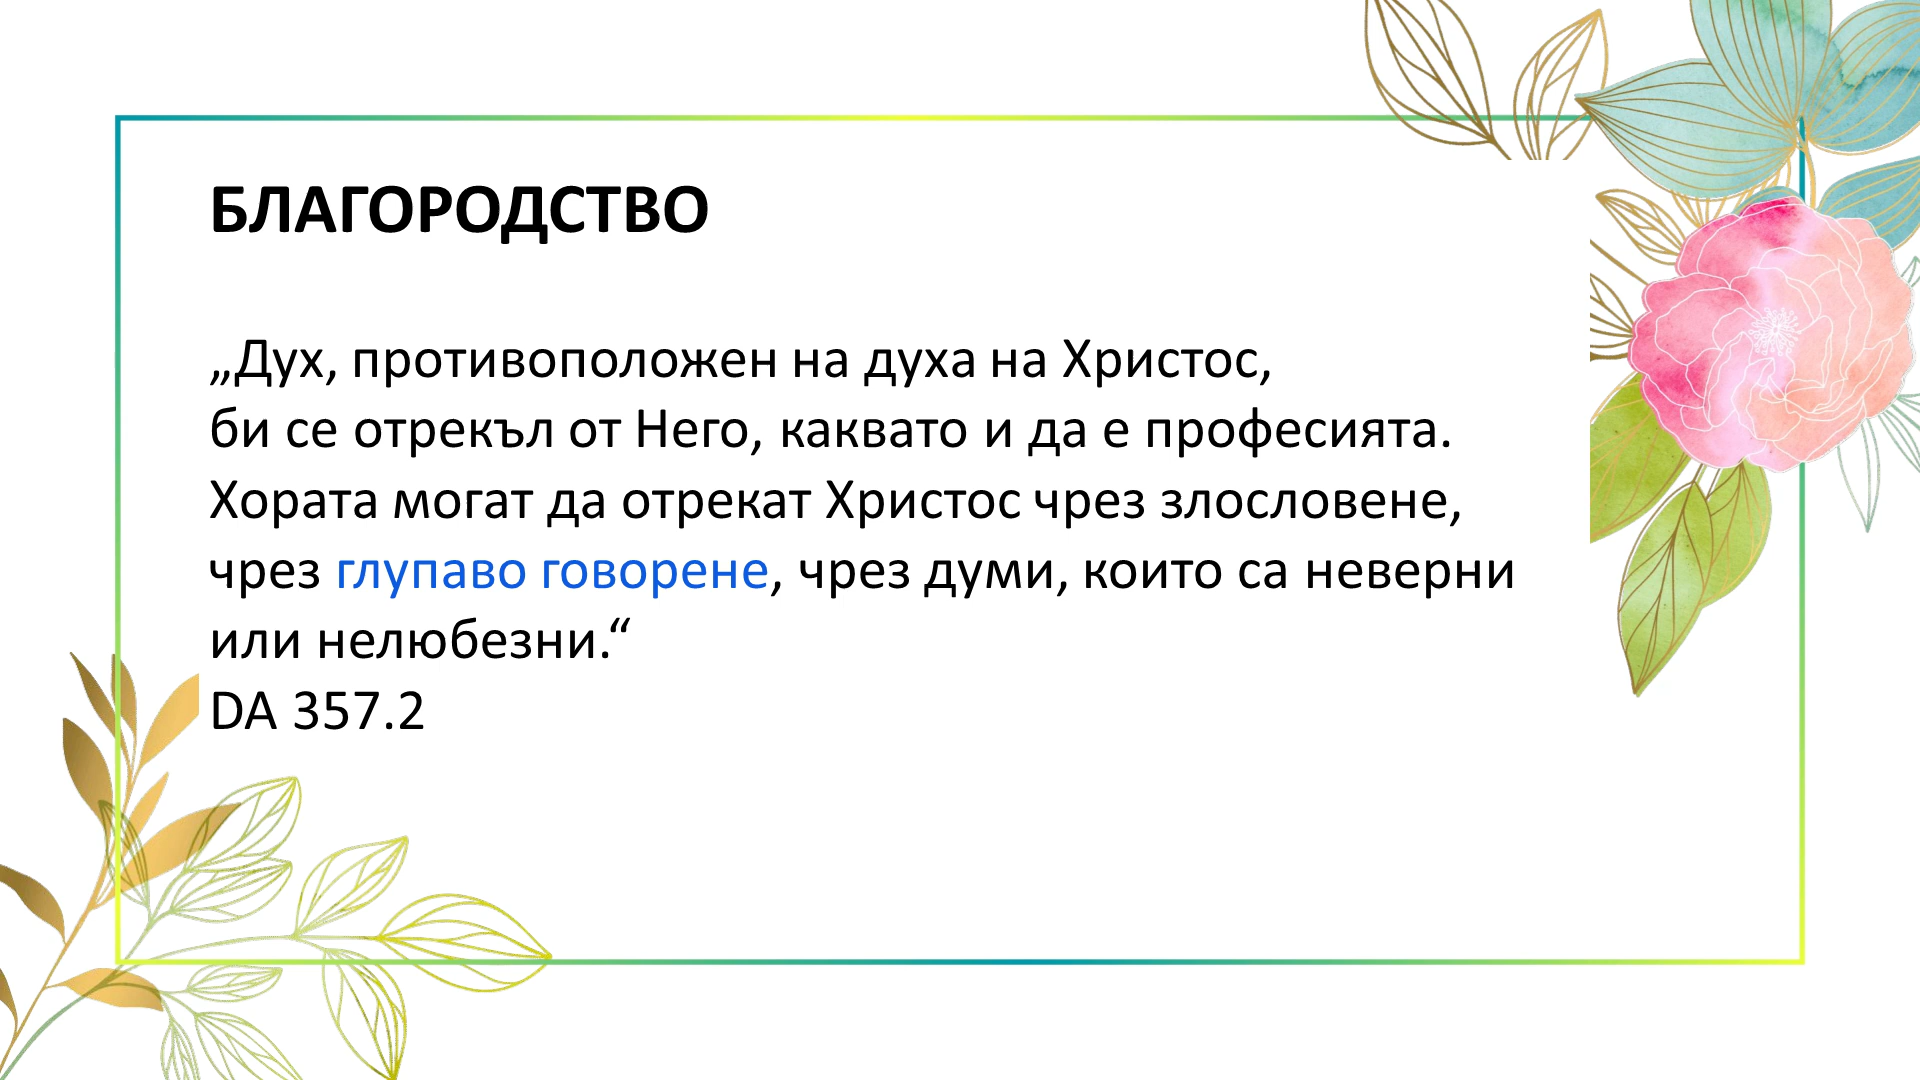 БЛАГОРОДСТВО
„Дух, противоположен на духа на Христос,
би се отрекъл от Него, каквато и да е професията.
Хората могат да отрекат Христос чрез злословене,
чрез глупаво говорене, чрез думи, които са неверни
или нелюбезни.“
DA 357.2